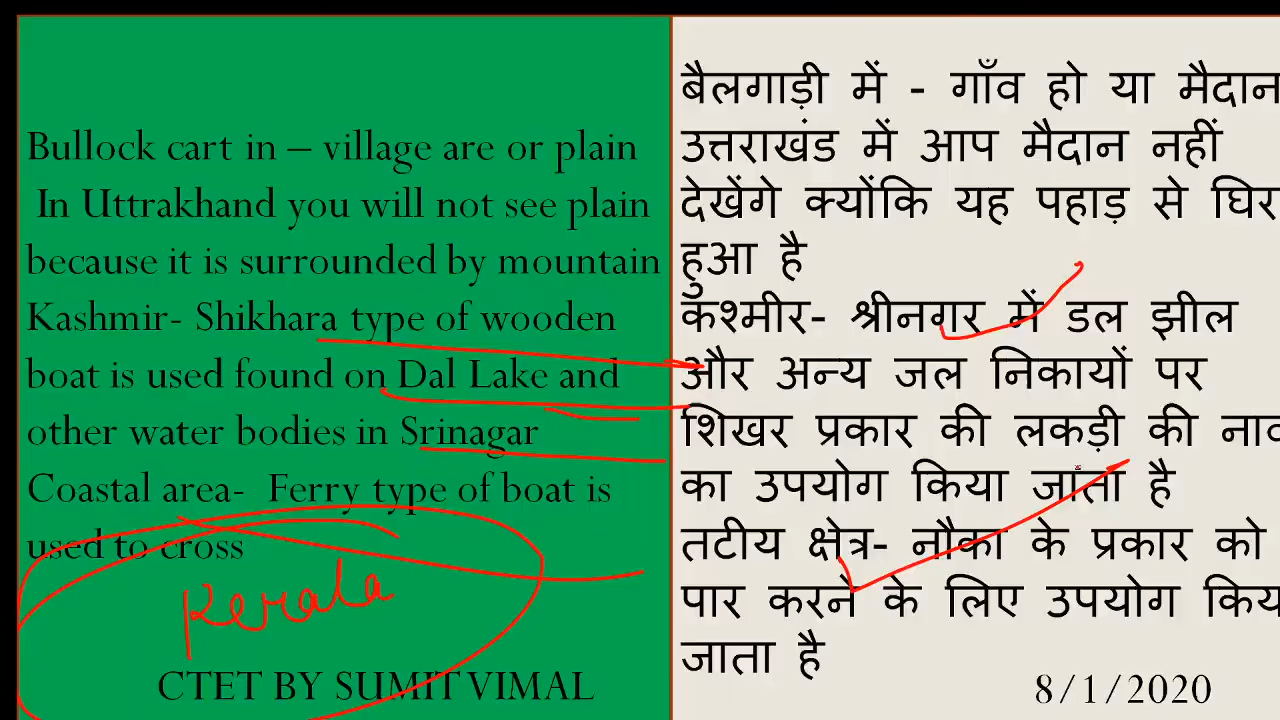 Bullock cart in – village are or plain
In Uttrakhand you will not see plain
because it is surrounded by mountain
Kashmir- Shikhara type of wooden
boat is used found on Dal Lake and
other water bodies in Srinagar
Coastal area- Ferry type of boat is
used to cross
Kerala
CTET BY SUMIT VIMAL
बैलगाड़ी में - गाँव हो या मैदान
उत्तराखंड में आप मैदान नहीं
देखेंगे क्योंकि यह पहाड़ से घिर
हुआ है
कश्मीर- श्रीनगर में डल झील
और अन्य जल निकायों पर
शिखर प्रकार की लकड़ी की नाव
का उपयोग किया जाता है
तटीय क्षेत्र- नौका के प्रकार को
पार करने के लिए उपयोग किय
जाता है
8/1/2020